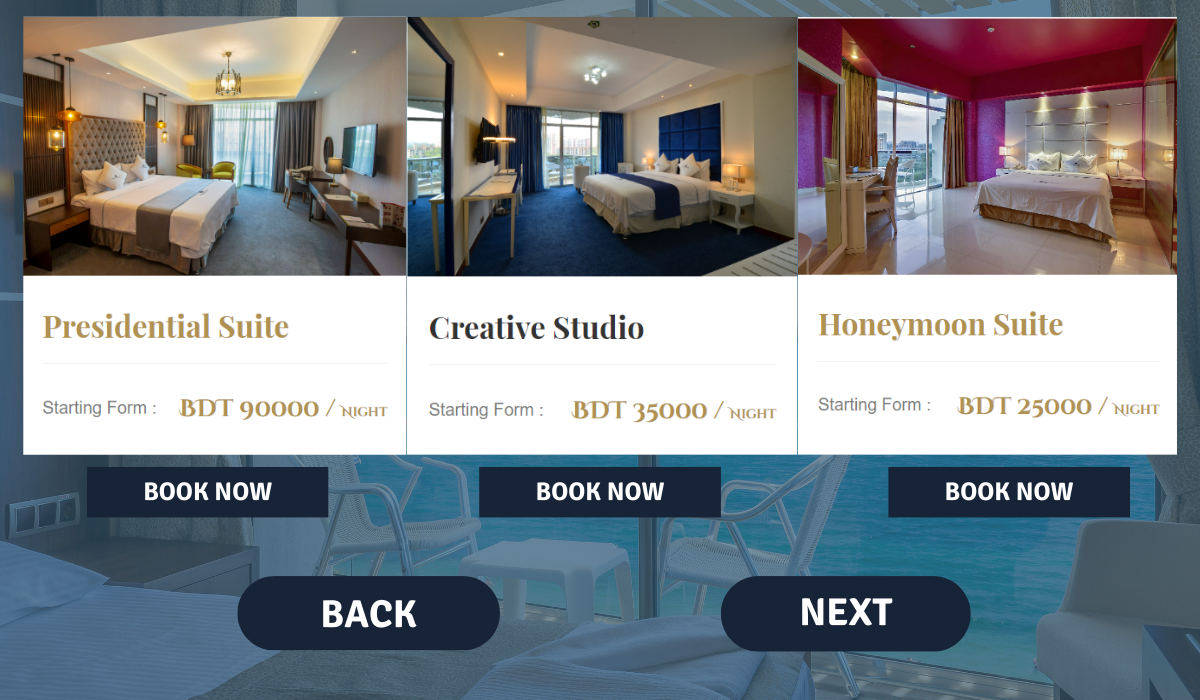 Presidential Suite
Starting Form : BDT 90000 / Night
BOOK NOW
Creative Studio
Starting Form : BDT 35000 / Night
BOOK NOW
Honeymoon Suite
Starting Form : BDT 25000 / Night
BOOK NOW
BACK
NEXT